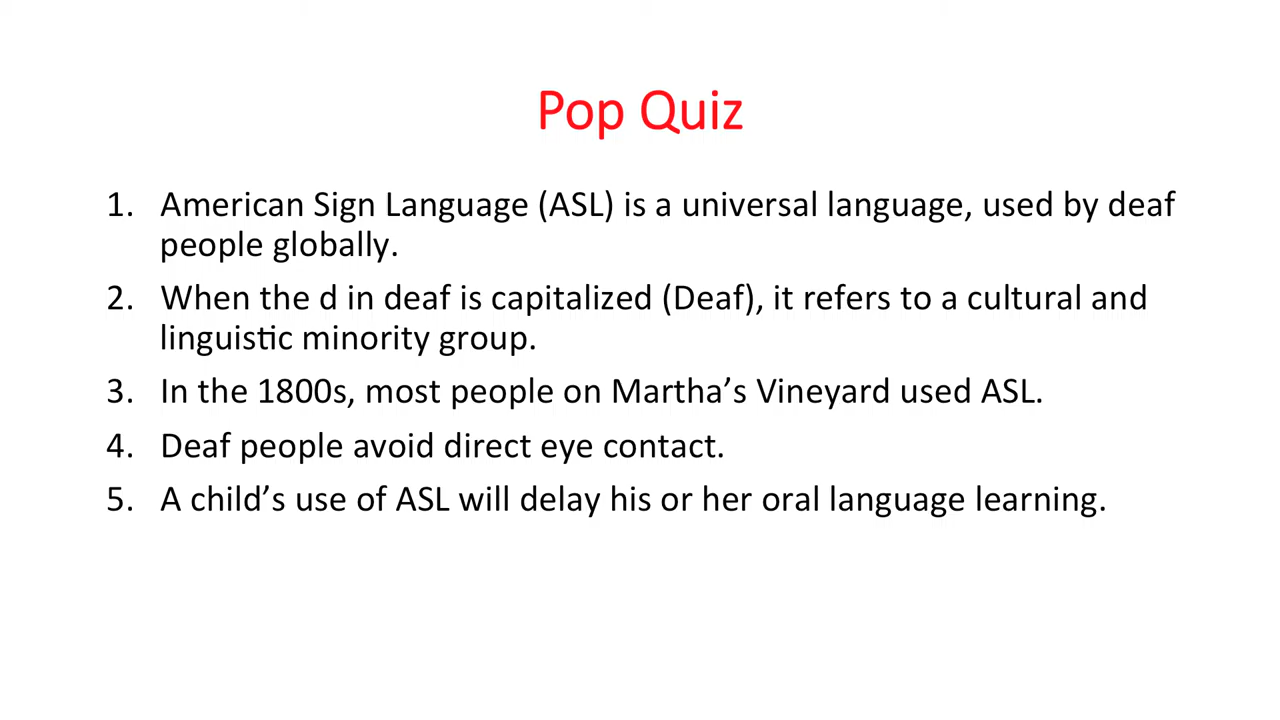 Pop Quiz
1. American Sign Language (ASL) is a universal language, used by deaf
people globally.
2. When the d in deaf is capitalized (Deaf), it refers to a cultural and
linguistic minority group.
3. In the 1800s, most people on Martha’s Vineyard used ASL.
4. Deaf people avoid direct eye contact.
5. A child’s use of ASL will delay his or her oral language learning.